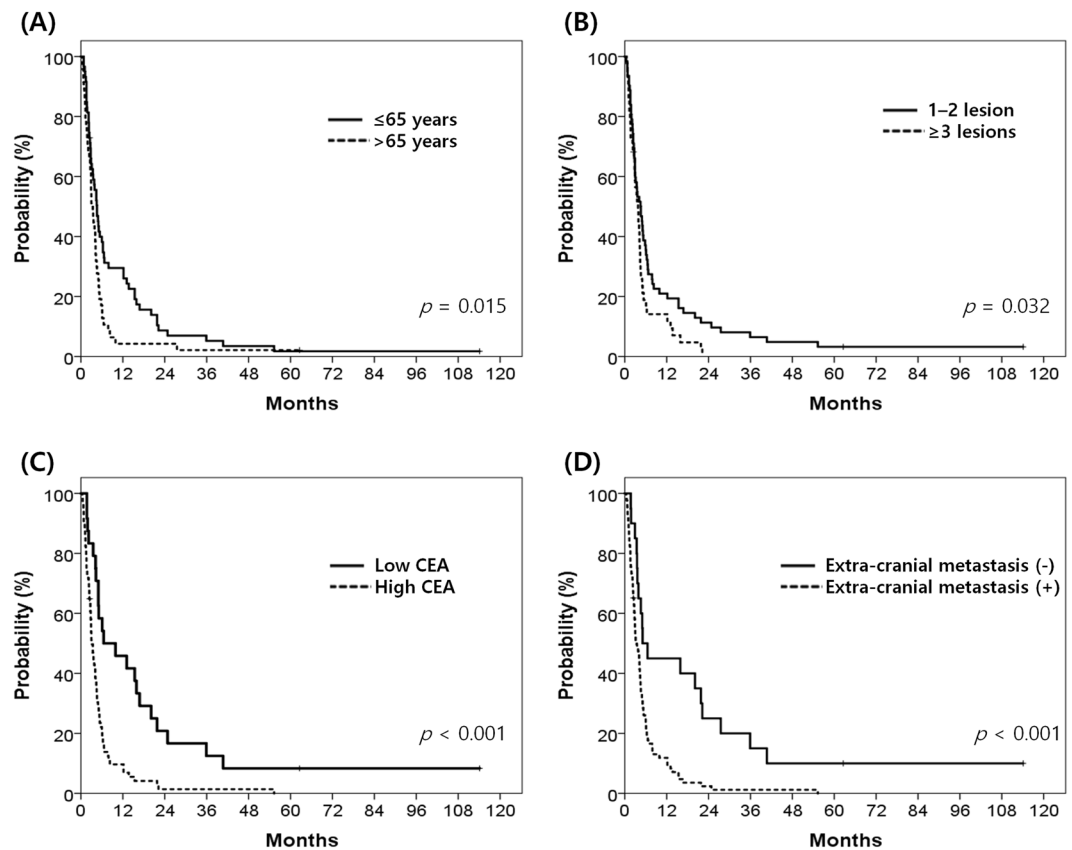 (A)
Probability (%)
100
80
60
40
20
0
≤65 years
>65 years
p = 0.015
0 12 24 36 48 60 72 84 96 108 120
Months
(B)
Probability (%)
100
80
60
40
20
0
1–2 lesion
≥3 lesions
p = 0.032
0 12 24 36 48 60 72 84 96 108 120
Months
(C)
Probability (%)
100
80
60
40
20
0
Low CEA
High CEA
p < 0.001
0 12 24 36 48 60 72 84 96 108 120
Months
(D)
Probability (%)
100
80
60
40
20
0
Extra-cranial metastasis (-)
Extra-cranial metastasis (+)
p < 0.001
0 12 24 36 48 60 72 84 96 108 120
Months